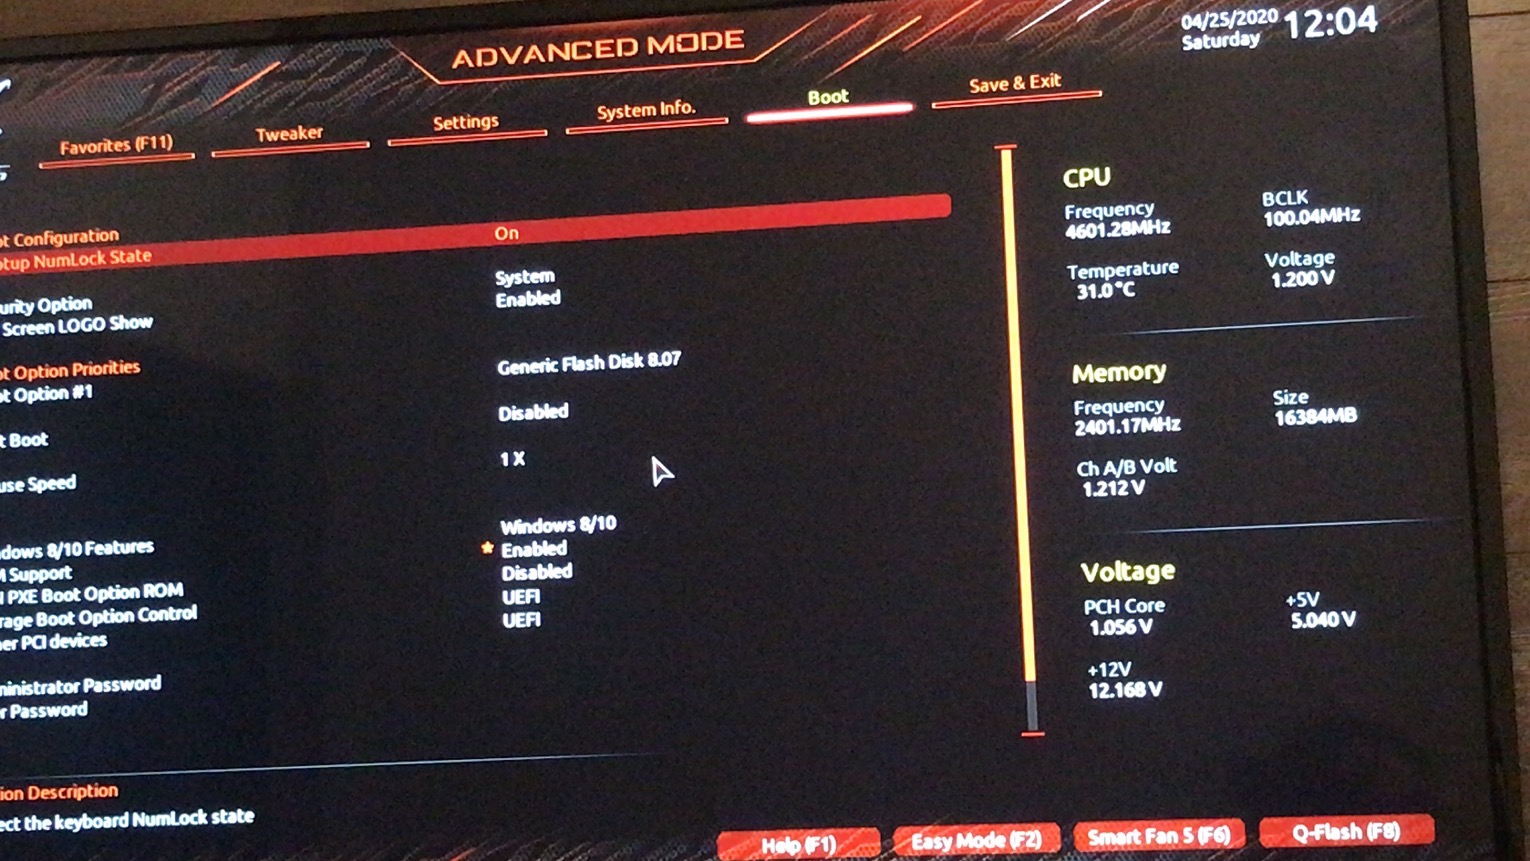 ADVANCED MODE
04/25/2020 12:04
Saturday
Favorites (F11) Tweaker Settings System Info. Boot Save & Exit
ot Configuration
otup NumLock State On
urity Option System
Screen LOGO Show Enabled
ot Option Priorities
ot Option #1 Generic Flash Disk 8.07
t Boot Disabled
use Speed 1 X
dows 8/10 Features Windows 8/10
M Support Enabled
I PXE Boot Option ROM Disabled
rage Boot Option Control UEFI
er PCI devices UEFI
ministrator Password
r Password
ion Description
ect the keyboard NumLock state
CPU
Frequency BCLK
4601.28MHz 100.04MHz
Temperature Voltage
31.0 °C 1.200 V
Memory
Frequency Size
2401.17MHz 16384MB
Ch A/B Volt
1.212 V
Voltage
PCH Core +5V
1.056 V 5.040 V
+12V
12.168 V
Help (F1) Easy Mode (F2) Smart Fan 5 (F6) Q-Flash (F8)